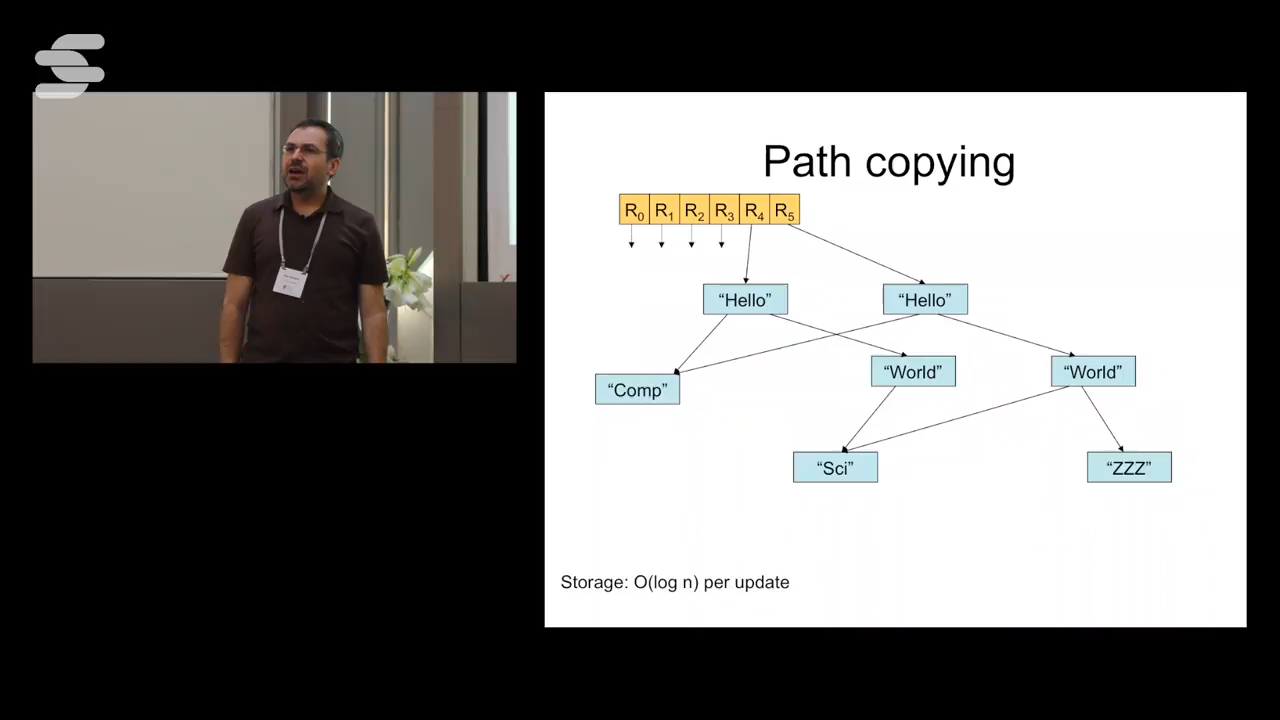 Path copying
R0 R1 R2 R3 R4 R5
“Hello” “Hello”
“Comp” “World” “World”
“Sci” “ZZZ”
Storage: O(log n) per update